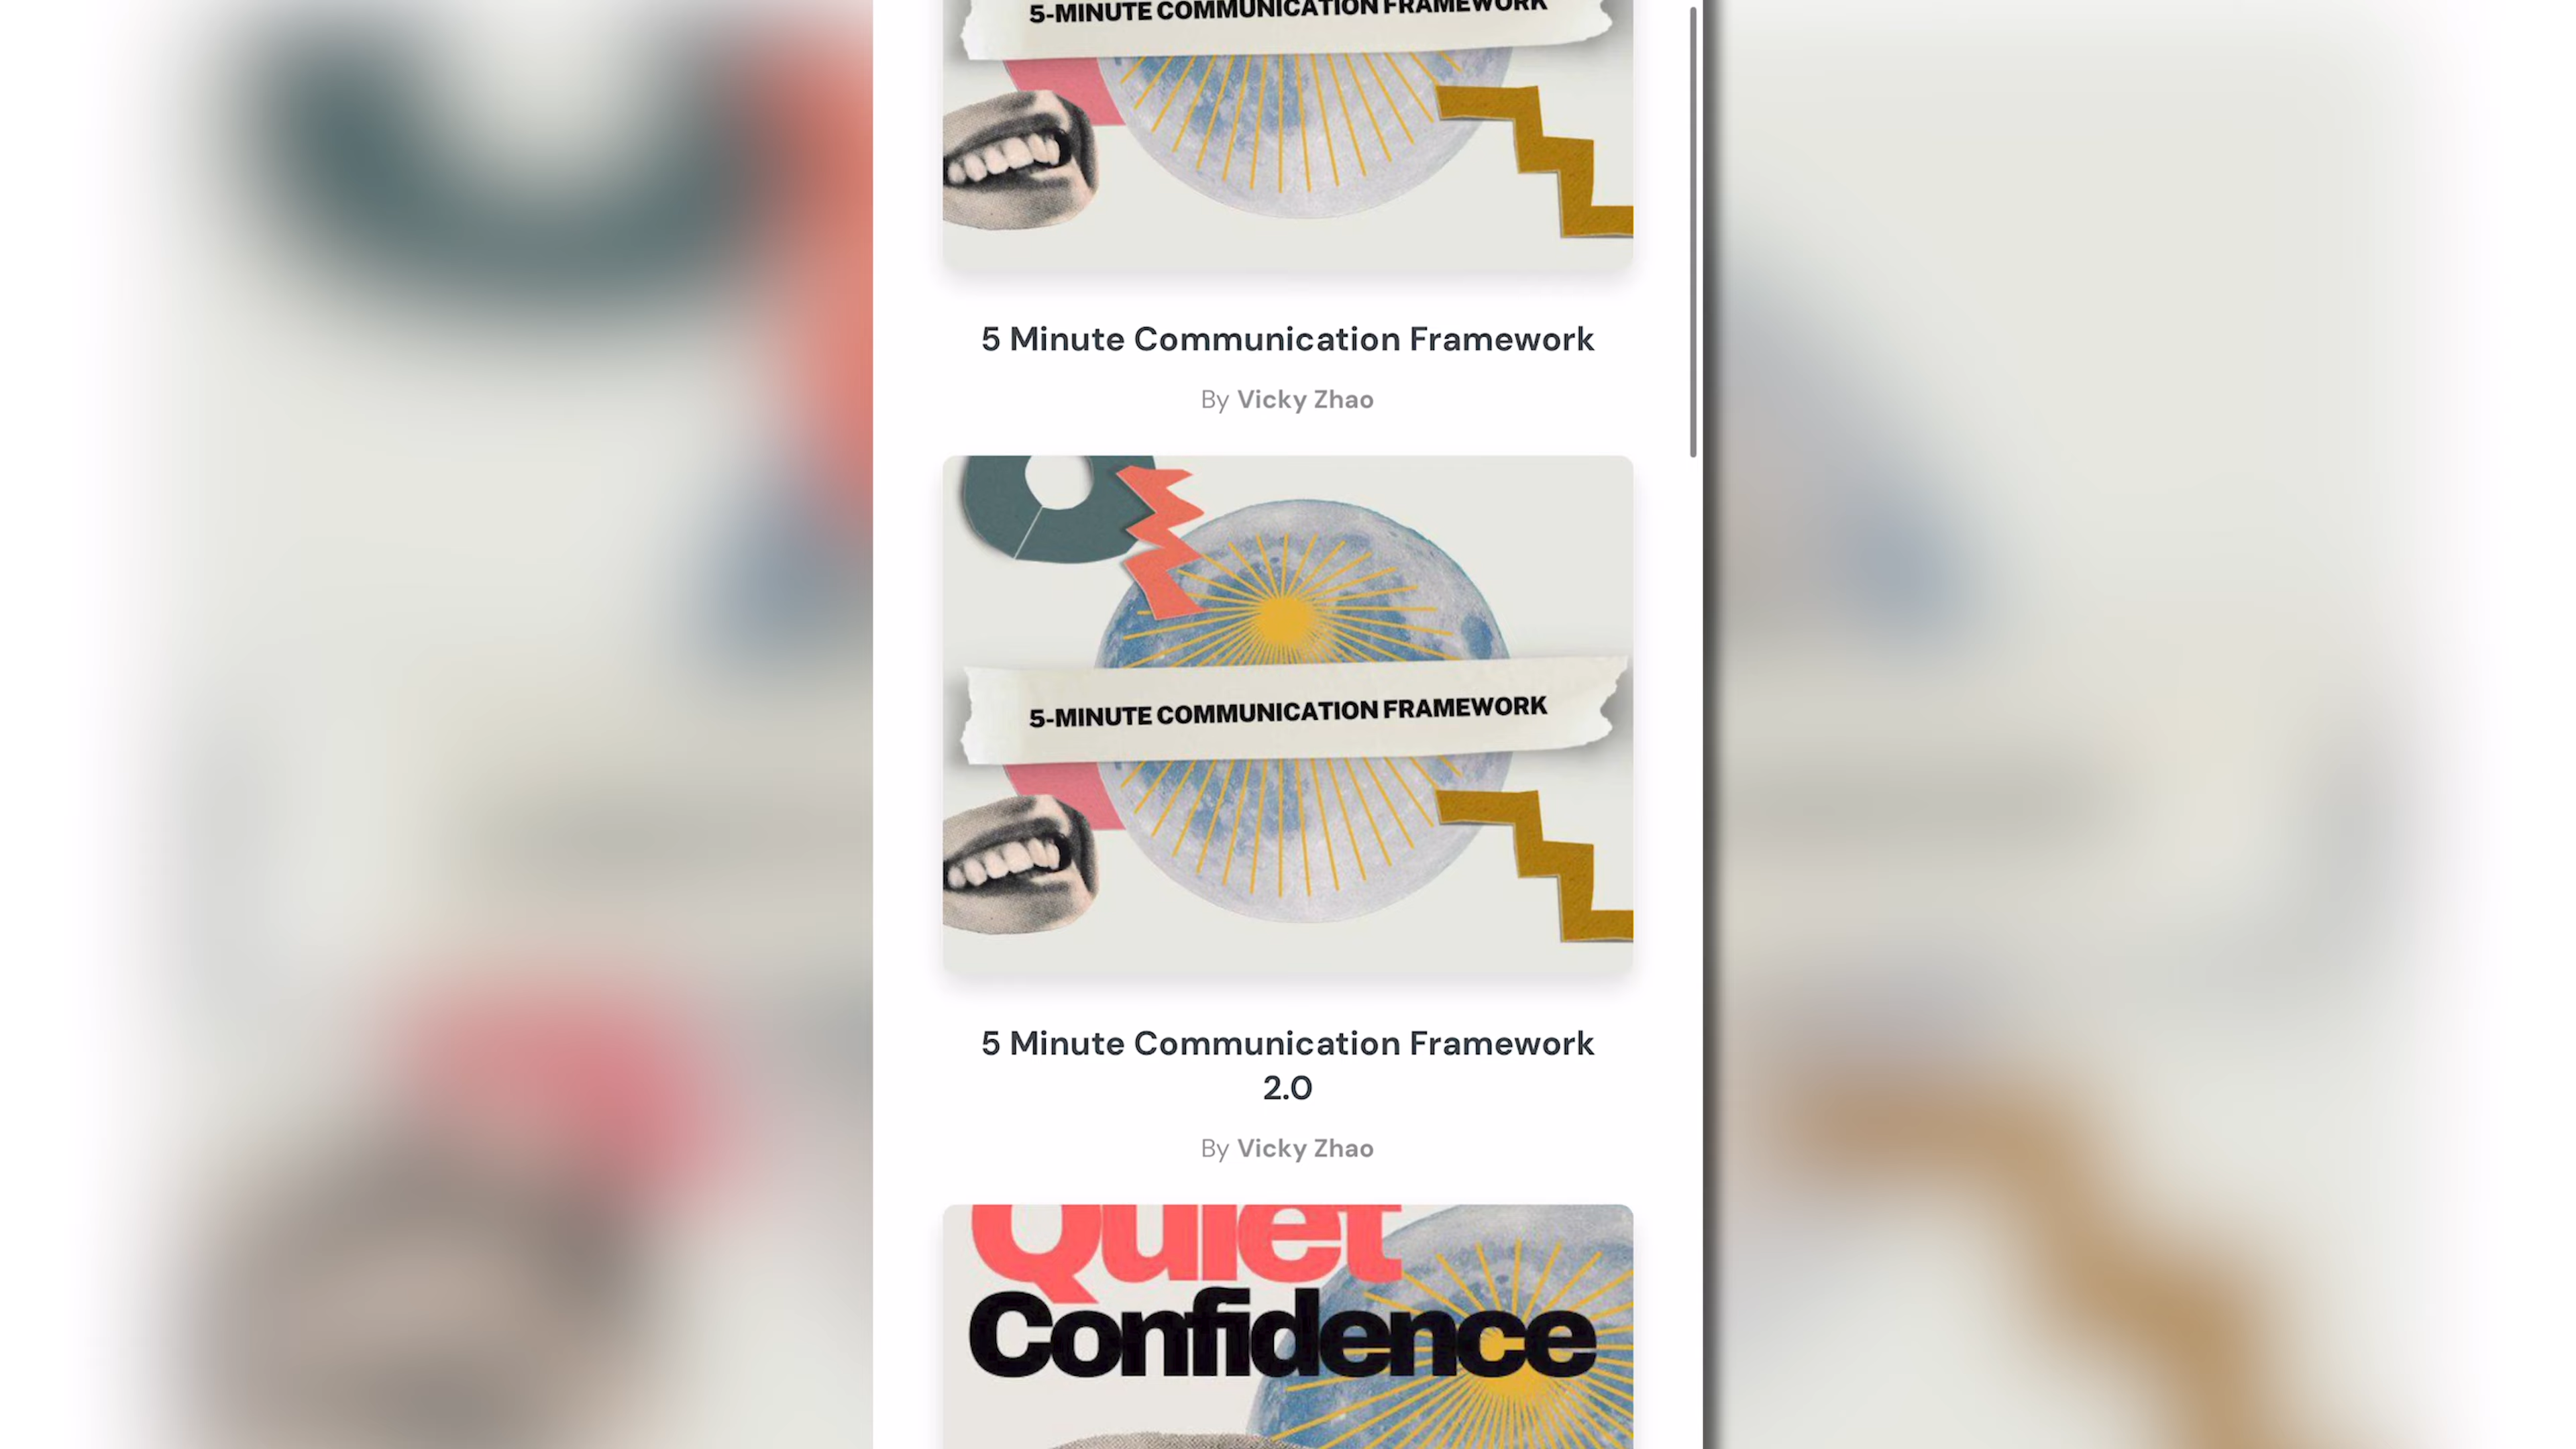 5-MINUTE COMMUNICATION FRAMEWORK
5 Minute Communication Framework
By Vicky Zhao
5-MINUTE COMMUNICATION FRAMEWORK
5 Minute Communication Framework
2.0
By Vicky Zhao
Quiet
Confidence